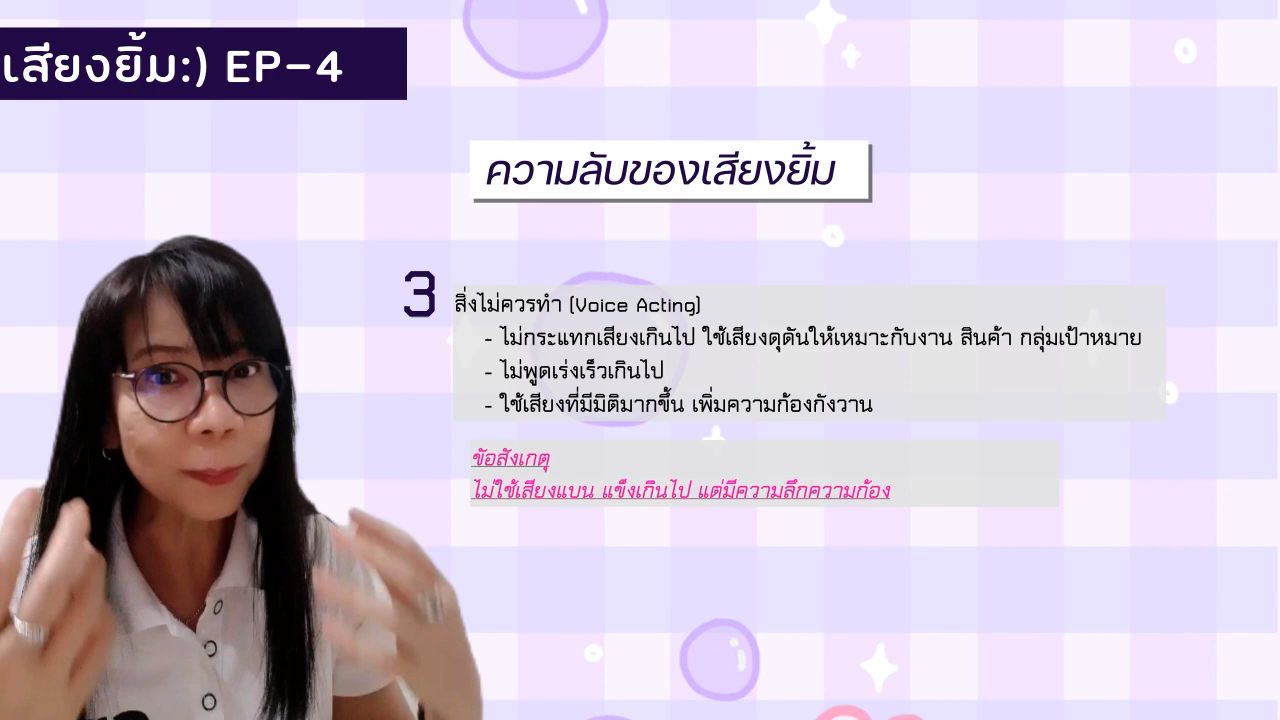 เสียงยิ้ม:) EP-4
ความลับของเสียงยิ้ม
3 สิ่งไม่ควรทำ (Voice Acting)
- ไม่กระแทกเสียงเกินไป ใช้เสียงดุดันให้เหมาะกับงาน สินค้า กลุ่มเป้าหมาย
- ไม่พูดเร่งเร็วเกินไป
- ใช้เสียงที่มีมิติมากขึ้น เพิ่มความก้องกังวาน
ข้อสังเกตุ
ไม่ใช้เสียงแบน แข็งเกินไป แต่มีความลึกความก้อง